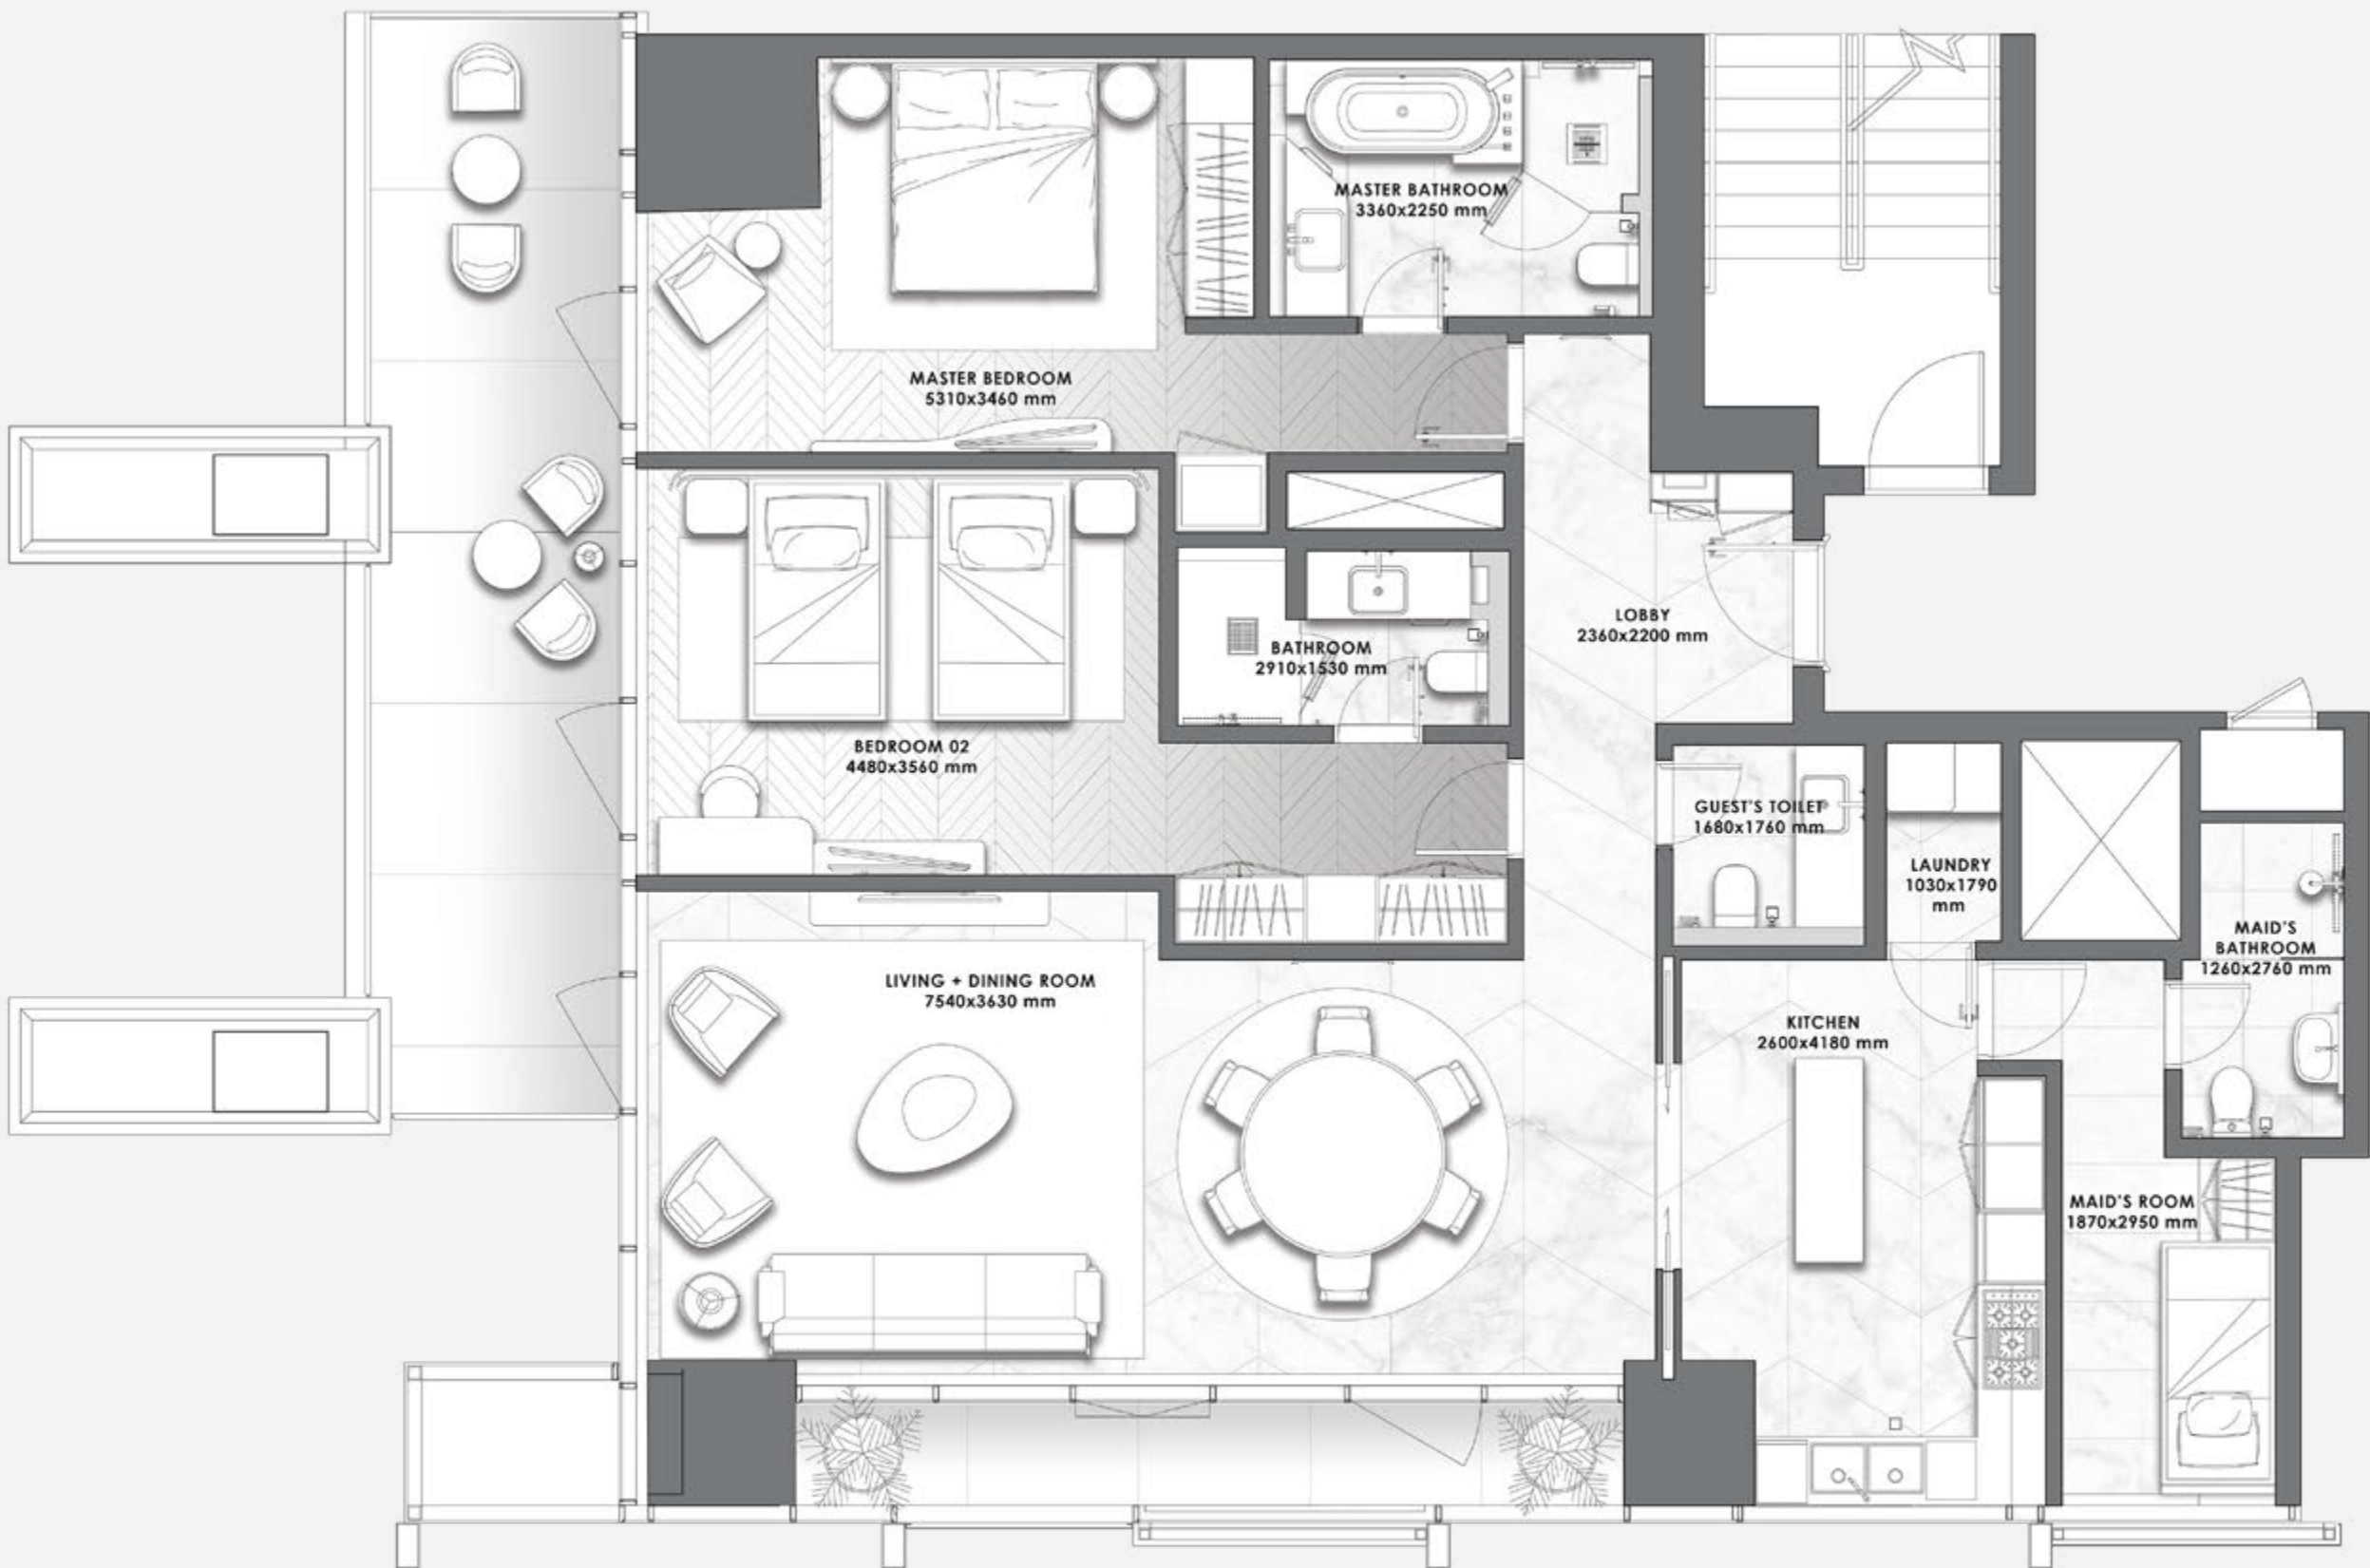 MASTER BATHROOM
3360x2250 mm
MASTER BEDROOM
5310x3460 mm
LOBBY
2360x2200 mm
BATHROOM
2910x1530 mm
BEDROOM 02
4480x3560 mm
GUEST'S TOILET
1680x1760 mm
LAUNDRY
1030x1790
mm
MAID'S
BATHROOM
1260x2760 mm
LIVING + DINING ROOM
7540x3630 mm
KITCHEN
2600x4180 mm
MAID'S ROOM
1870x2950 mm